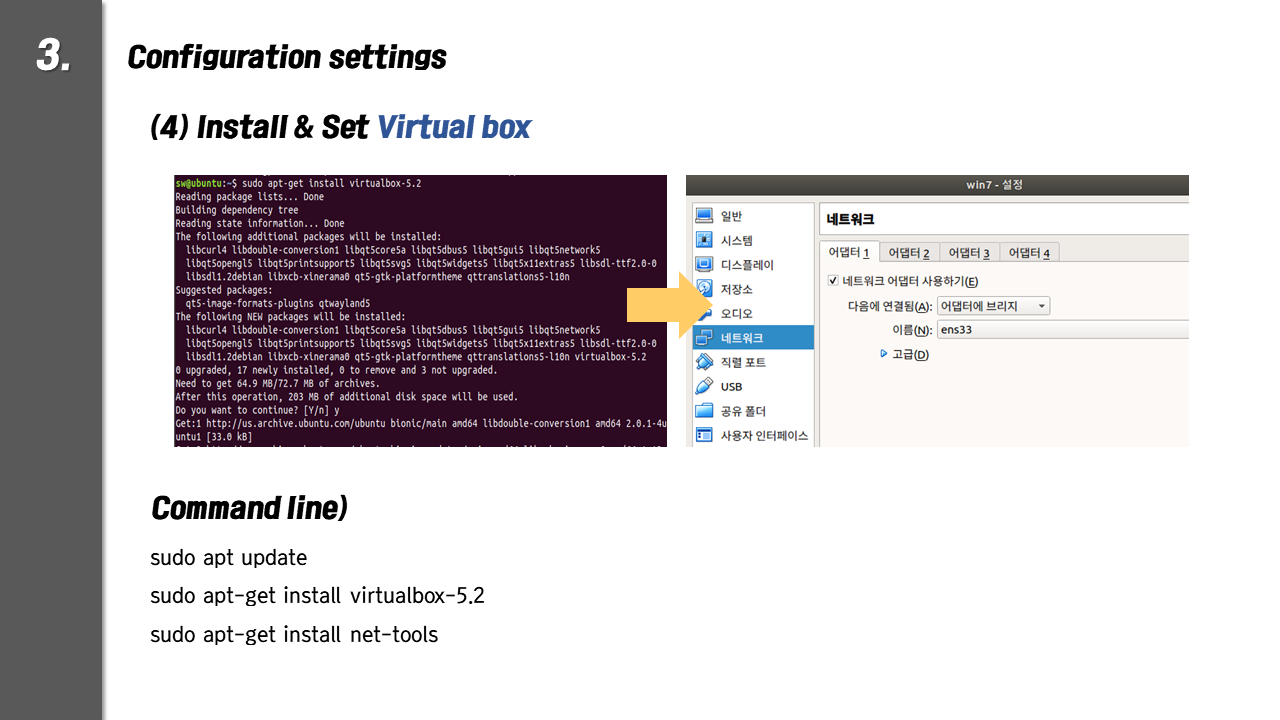 3.
Configuration settings
(4) Install & Set Virtual box
sw@ubuntu:~$ sudo apt-get install virtualbox-5.2
Reading package lists... Done
Building dependency tree
Reading state information... Done
The following additional packages will be installed:
libcurl4 libdouble-conversion1 libqt5core5a libqt5dbus5 libqt5gui5 libqt5network5
libqt5opengl5 libqt5printsupport5 libqt5svg5 libqt5widgets5 libqt5x11extras5 libsdl-ttf2.0-0
libsdl1.2debian libxcb-xinerama0 qt5-gtk-platformtheme qttranslations5-l10n
Suggested packages:
qt5-image-formats-plugins qtwayland5
The following NEW packages will be installed:
libcurl4 libdouble-conversion1 libqt5core5a libqt5dbus5 libqt5gui5 libqt5network5
libqt5opengl5 libqt5printsupport5 libqt5svg5 libqt5widgets5 libqt5x11extras5 libsdl-ttf2.0-0
libsdl1.2debian libxcb-xinerama0 qt5-gtk-platformtheme qttranslations5-l10n virtualbox-5.2
0 upgraded, 17 newly installed, 0 to remove and 3 not upgraded.
Need to get 64.9 MB/72.7 MB of archives.
After this operation, 203 MB of additional disk space will be used.
Do you want to continue? [Y/n] y
Get:1 http://us.archive.ubuntu.com/ubuntu bionic/main amd64 libdouble-conversion1 amd64 2.0.1-4u
untu1 [33.0 kB]
win7 - 설정
일반
시스템
디스플레이
저장소
오디오
네트워크
직렬 포트
USB
공유 폴더
사용자 인터페이스
네트워크
어댑터 1 어댑터 2 어댑터 3 어댑터 4
네트워크 어댑터 사용하기(E)
다음에 연결됨(A): 어댑터에 브리지
이름(N): ens33
고급(D)
Command line)
sudo apt update
sudo apt-get install virtualbox-5.2
sudo apt-get install net-tools